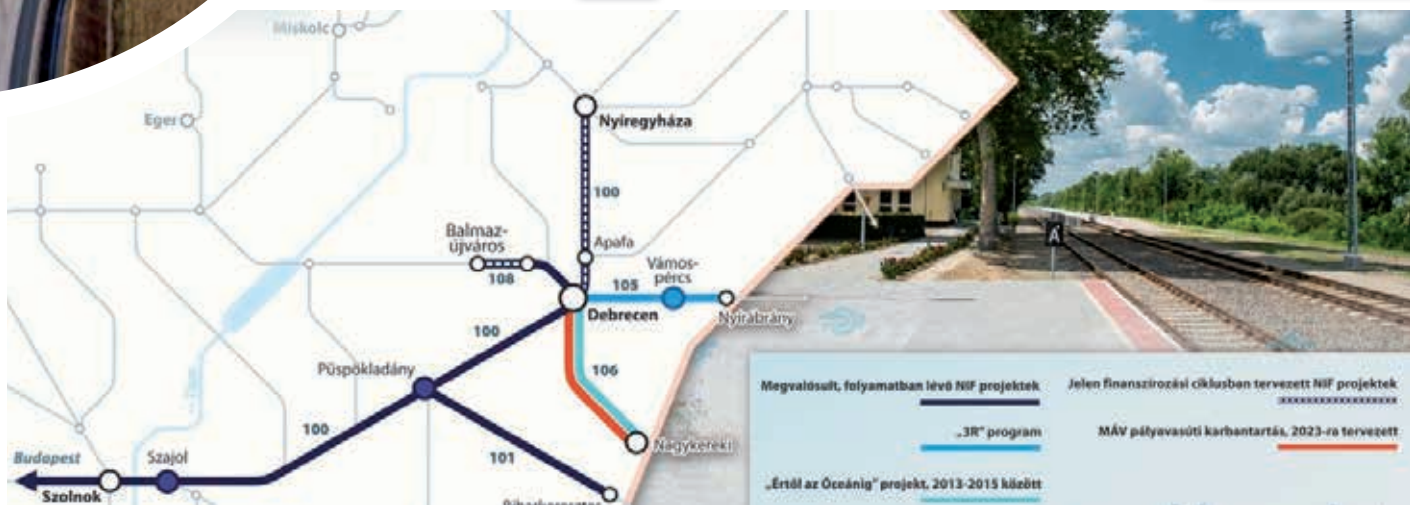 Miskolc
Eger
Nyíregyháza
100
Apafa
Balmaz-
újváros
108
Vámos-
pércs
105
Debrecen
Nyírábrány
100
106
Püspökladány
Nagykereki
100
101
Budapest
Szajol
Szolnok
A
Megvalósult, folyamatban lévő NIF projektek
Jelen finanszírozási ciklusban tervezett NIF projektek
„3R” program
MÁV pályavasúti karbantartás, 2023-ra tervezett
„Értől az Óceánig” projekt, 2013-2015 között